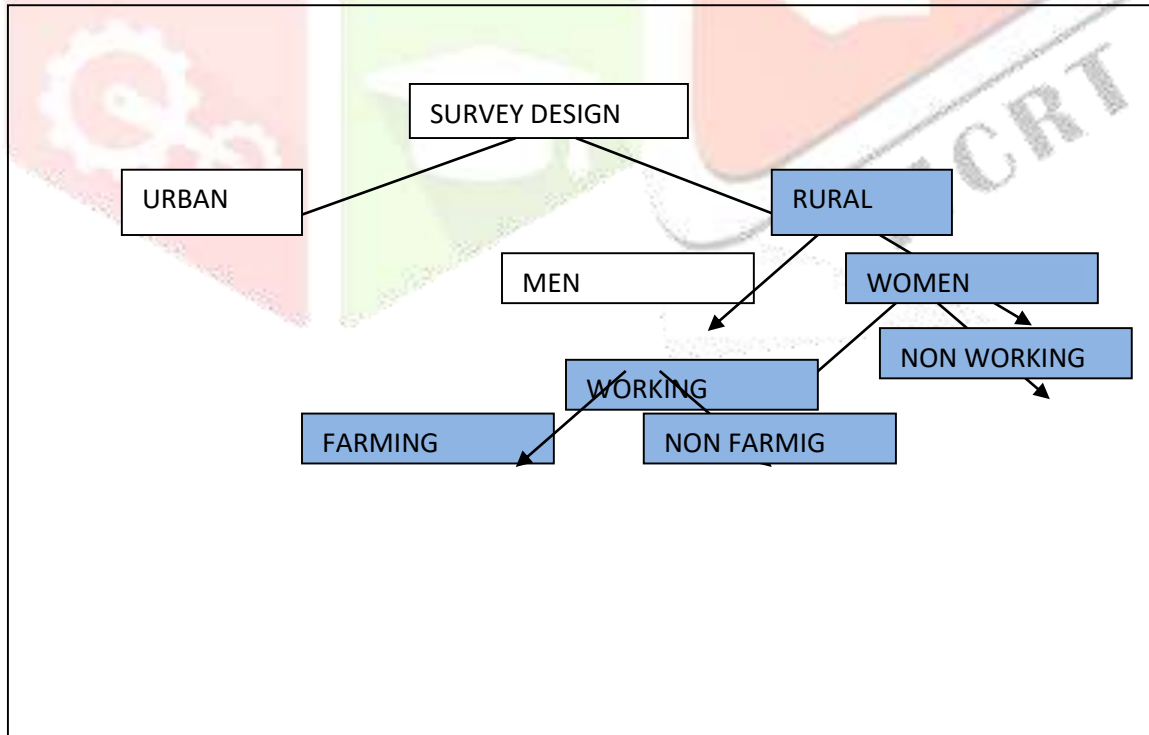 SURVEY DESIGN
URBAN
RURAL
MEN
WOMEN
NON WORKING
WORKING
FARMING
NON FARMIG